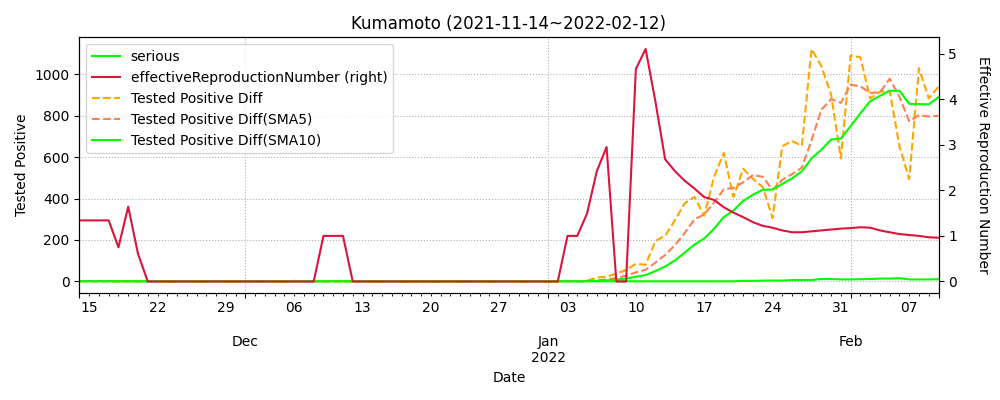 Kumamoto (2021-11-14~2022-02-12)
serious
effectiveReproductionNumber (right)
Tested Positive Diff
Tested Positive Diff(SMA5)
Tested Positive Diff(SMA10)
Tested Positive
1000
800
600
400
200
0
5
4
3
2
1
0
Effective Reproduction Number
15 22 29 06 13 20 27 03 10 17 24 31 07
Dec Jan Feb
2022
Date